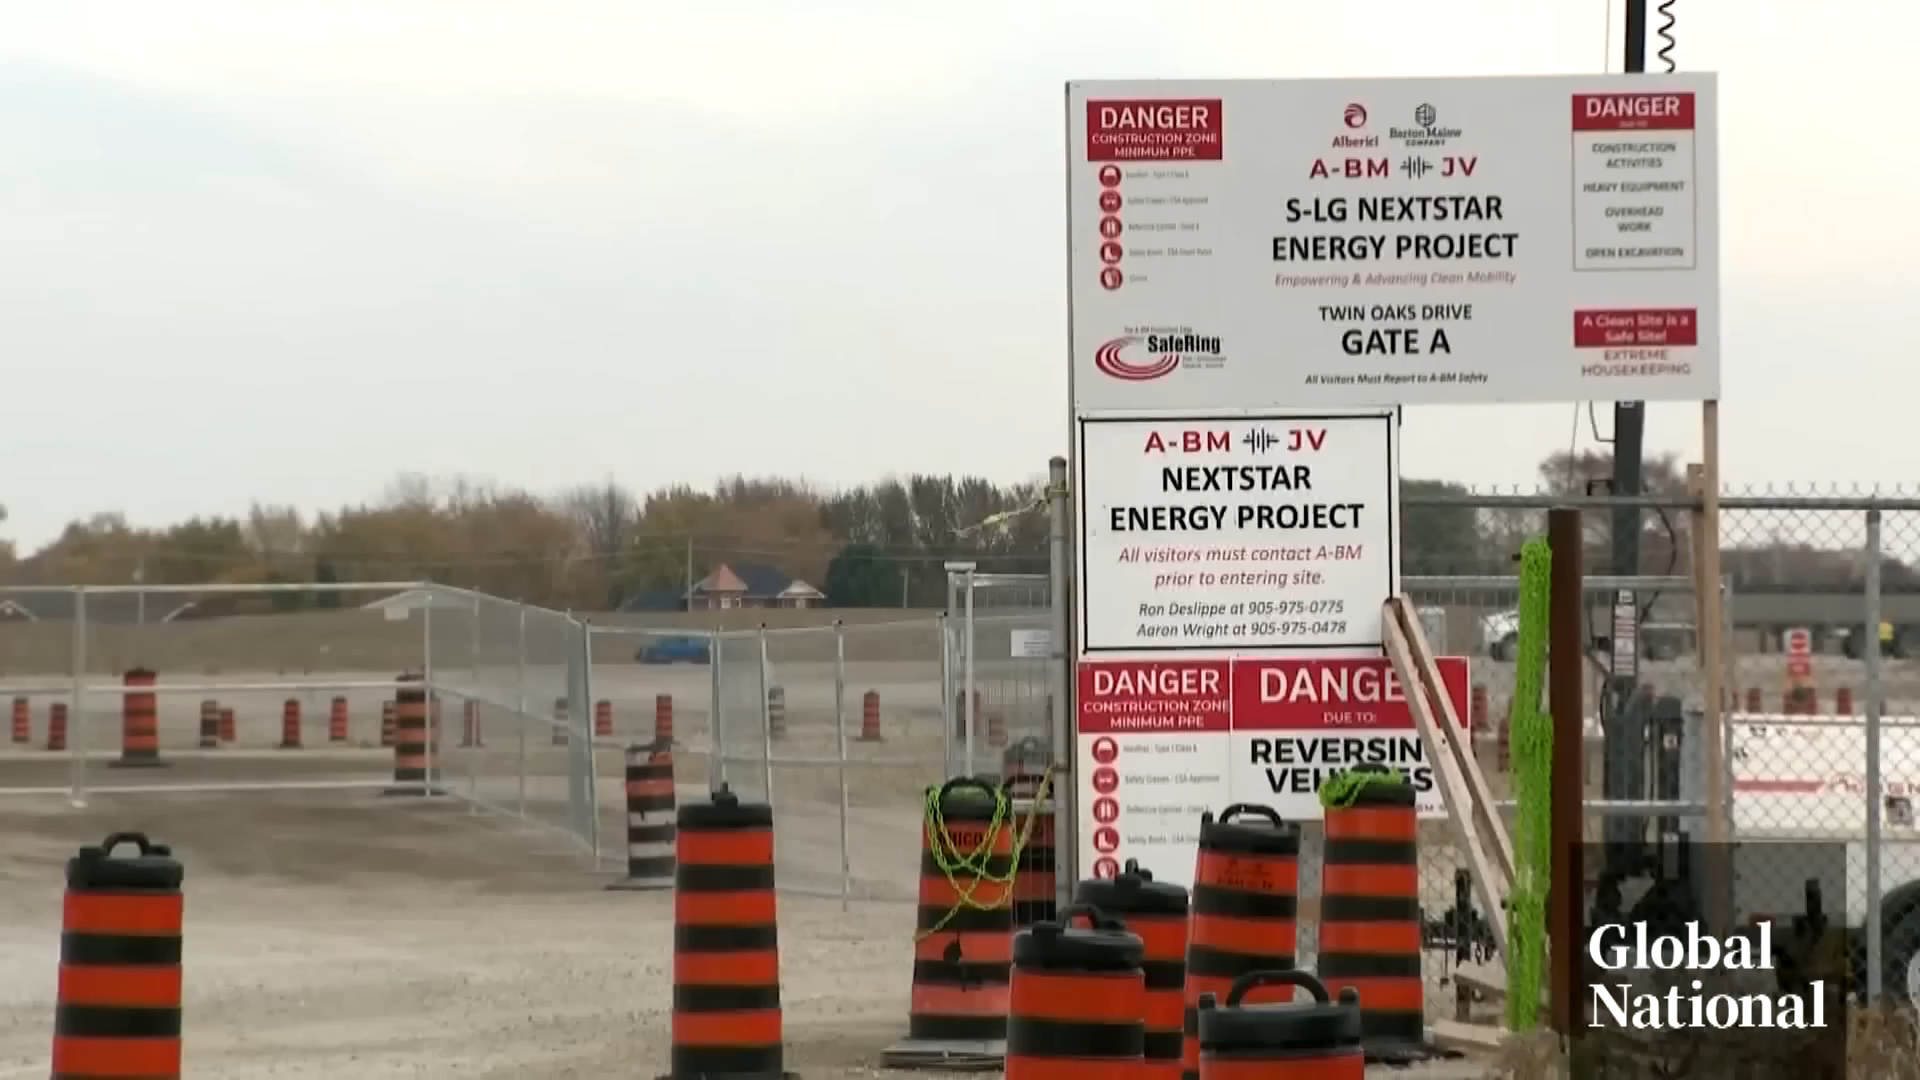 DANGER
CONSTRUCTION ZONE
MINIMUM PPE
SafeRing
Alberici
Barton Malow
COMPANY
A-BM JV
S-LG NEXTSTAR
ENERGY PROJECT
Empowering & Advancing Clean Mobility
TWIN OAKS DRIVE
GATE A
All Visitors Must Report to A-BM Safety
DANGER
DUE TO:
CONSTRUCTION
ACTIVITIES
HEAVY EQUIPMENT
OVERHEAD
WORK
OPEN EXCAVATION
A Clean Site is a
Safe Site!
EXTREME
HOUSEKEEPING
A-BM JV
NEXTSTAR
ENERGY PROJECT
All visitors must contact A-BM
prior to entering site.
Ron Deslippe at 905-975-0775
Aaron Wright at 905-975-0478
DANGER
CONSTRUCTION ZONE
MINIMUM PPE
DANGE
DUE TO:
REVERSIN
VEHICLES
Global
National